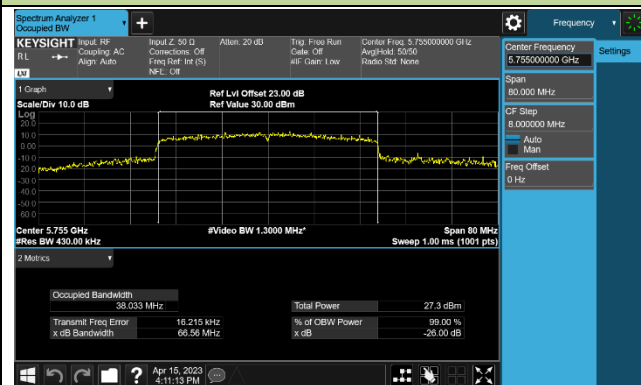 Spectrum Analyzer 1
Occupied BW
Frequency
KEYSIGHT
RL
LXI
Input: RF
Coupling: AC
Align: Auto
Input Z: 50 Ω
Corrections: Off
Freq Ref: Int (S)
NFE: Off
Atten: 20 dB
Trig: Free Run
Gate: Off
#IF Gain: Low
Center Freq: 5.755000000 GHz
Avg|Hold: 50/50
Radio Std: None
Center Frequency
5.755000000 GHz
Settings
Span
80.000 MHz
CF Step
8.000000 MHz
Auto
Man
Freq Offset
0 Hz
1 Graph
Scale/Div 10.0 dB
Ref Lvl Offset 23.00 dB
Ref Value 30.00 dBm
Log
20.0
10.0
0.00
-10.0
-20.0
-30.0
-40.0
-50.0
-60.0
Center 5.755 GHz
#Res BW 430.00 kHz
#Video BW 1.3000 MHz*
Span 80 MHz
Sweep 1.00 ms (1001 pts)
2 Metrics
Occupied Bandwidth
38.033 MHz
Total Power 27.3 dBm
Transmit Freq Error 16.215 kHz
% of OBW Power 99.00 %
x dB Bandwidth 66.56 MHz
x dB -26.00 dB
?
Apr 15, 2023
4:11:13 PM